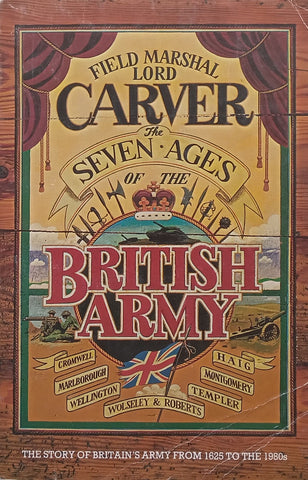 FIELD MARSHAL
LORD
CARVER
The
SEVEN · AGES
OF THE
BRITISH
ARMY
CROMWELL
MARLBOROUGH
WELLINGTON
WOLSELEY & ROBERTS
HAIG
MONTGOMERY
TEMPLER
THE STORY OF BRITAIN'S ARMY FROM 1625 TO THE 1980s